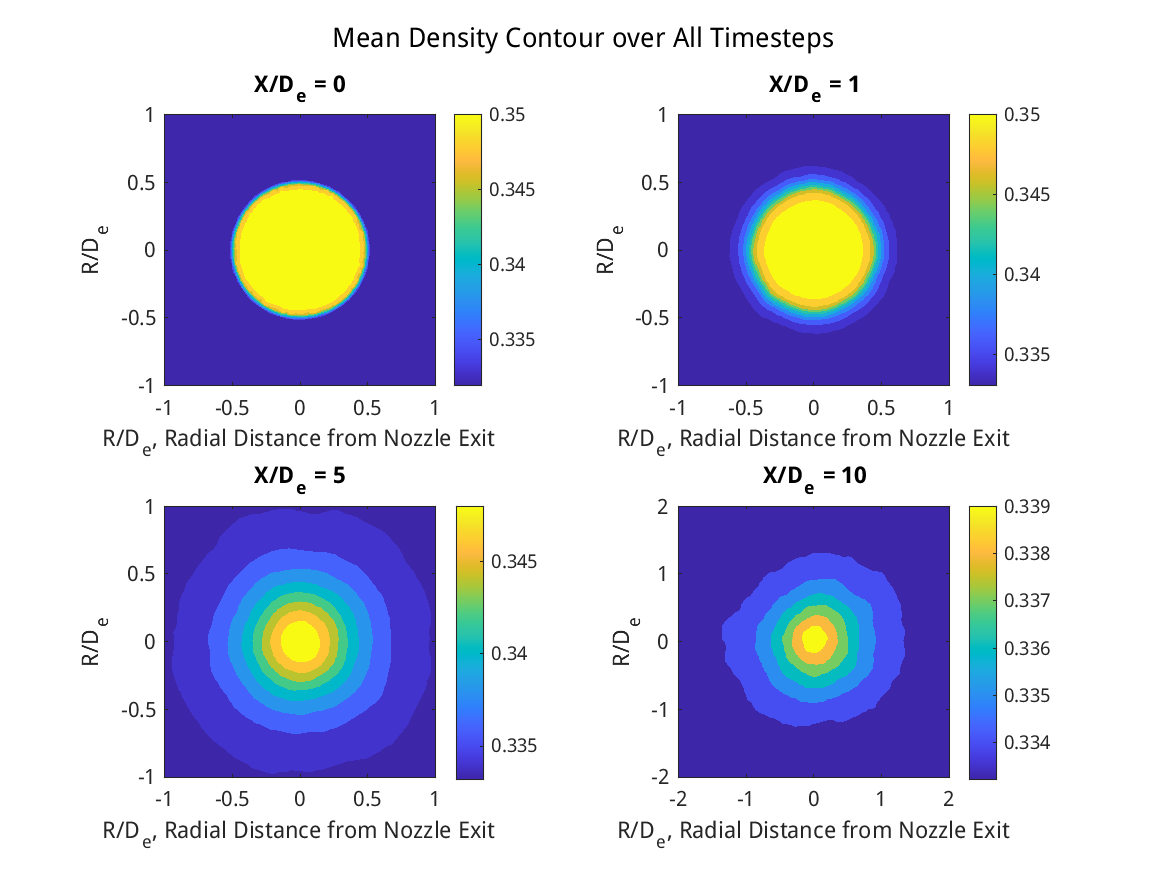 Mean Density Contour over All Timesteps
X/De = 0
1
0.5
0
-0.5
-1
R/De
-1 -0.5 0 0.5 1
R/De, Radial Distance from Nozzle Exit
0.35
0.345
0.34
0.335
X/De = 1
1
0.5
0
-0.5
-1
R/De
-1 -0.5 0 0.5 1
R/De, Radial Distance from Nozzle Exit
0.35
0.345
0.34
0.335
X/De = 5
1
0.5
0
-0.5
-1
R/De
-1 -0.5 0 0.5 1
R/De, Radial Distance from Nozzle Exit
0.345
0.34
0.335
X/De = 10
2
1
0
-1
-2
R/De
-2 -1 0 1 2
R/De, Radial Distance from Nozzle Exit
0.339
0.338
0.337
0.336
0.335
0.334